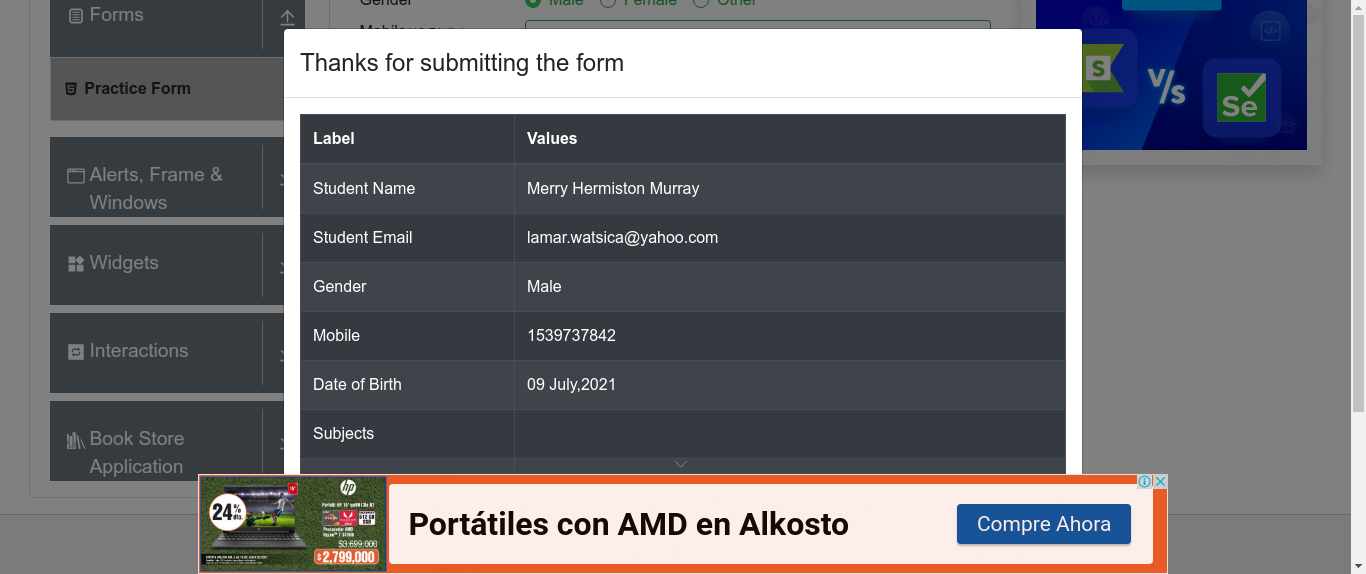 Forms
Gender Male Female Other
Thanks for submitting the form
Practice Form
Label Values
Student Name Merry Hermiston Murray
Student Email lamar.watsica@yahoo.com
Gender Male
Mobile 1539737842
Date of Birth 09 July,2021
Subjects
Alerts, Frame &
Windows
Widgets
Interactions
Book Store
Application
S
V/s
Se
hp
24%
$3.699.000
$2,799,000
Portátiles con AMD en Alkosto
Compre Ahora